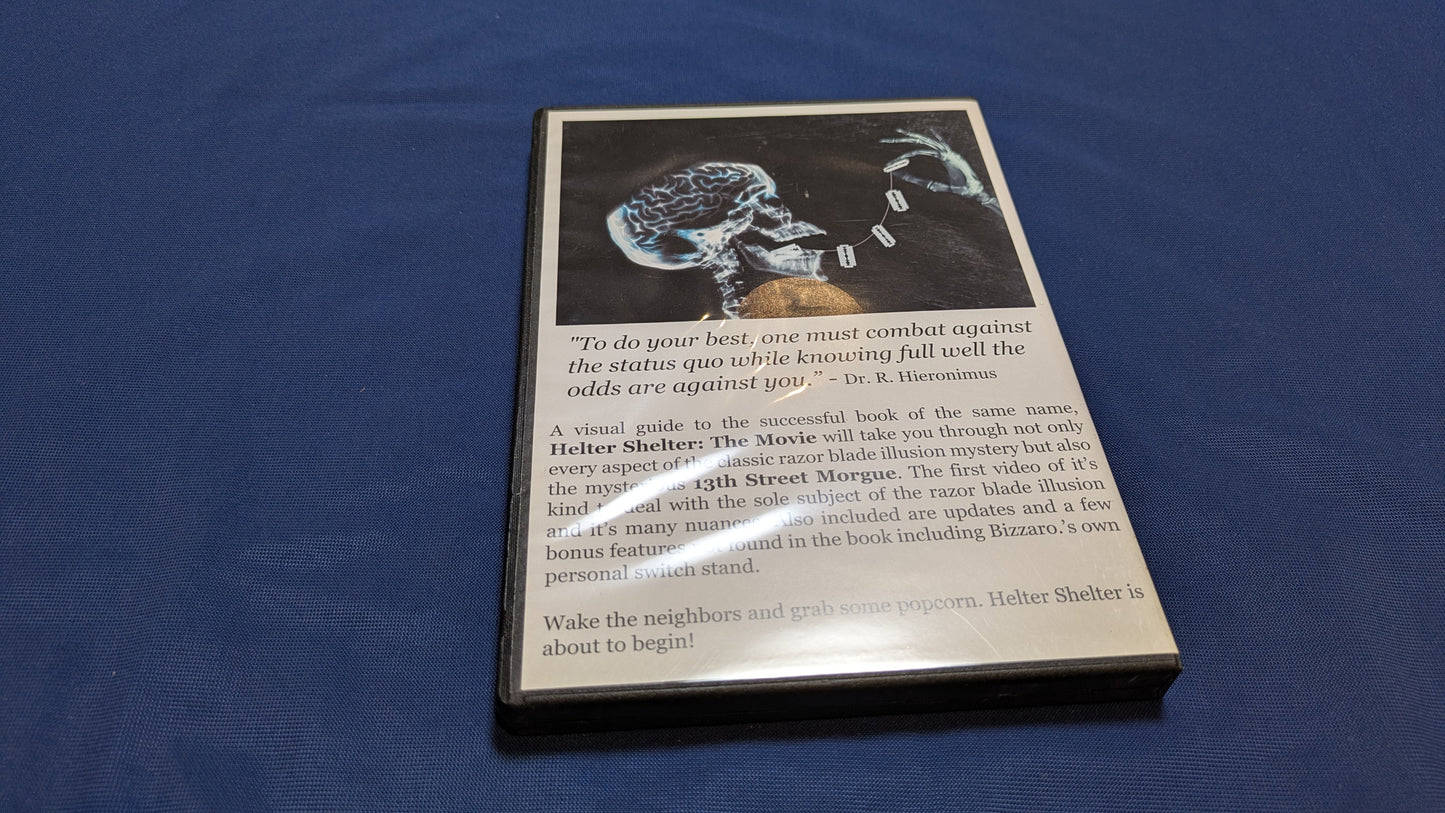 "To do your best, one must combat against
the status quo while knowing full well the
odds are against you.” - Dr. R. Hieronimus
A visual guide to the successful book of the same name,
Helter Shelter: The Movie will take you through not only
every aspect of the classic razor blade illusion mystery but also
the 13th Street Morgue. The first video of it's
kind deal with the sole subject of the razor blade illusion
and it's many Also included are updates and a few
bonus features found in the book including Bizzaro.'s own
personal switch stand.
Wake the neighbors and grab some popcorn. Helter Shelter is
about to begin!